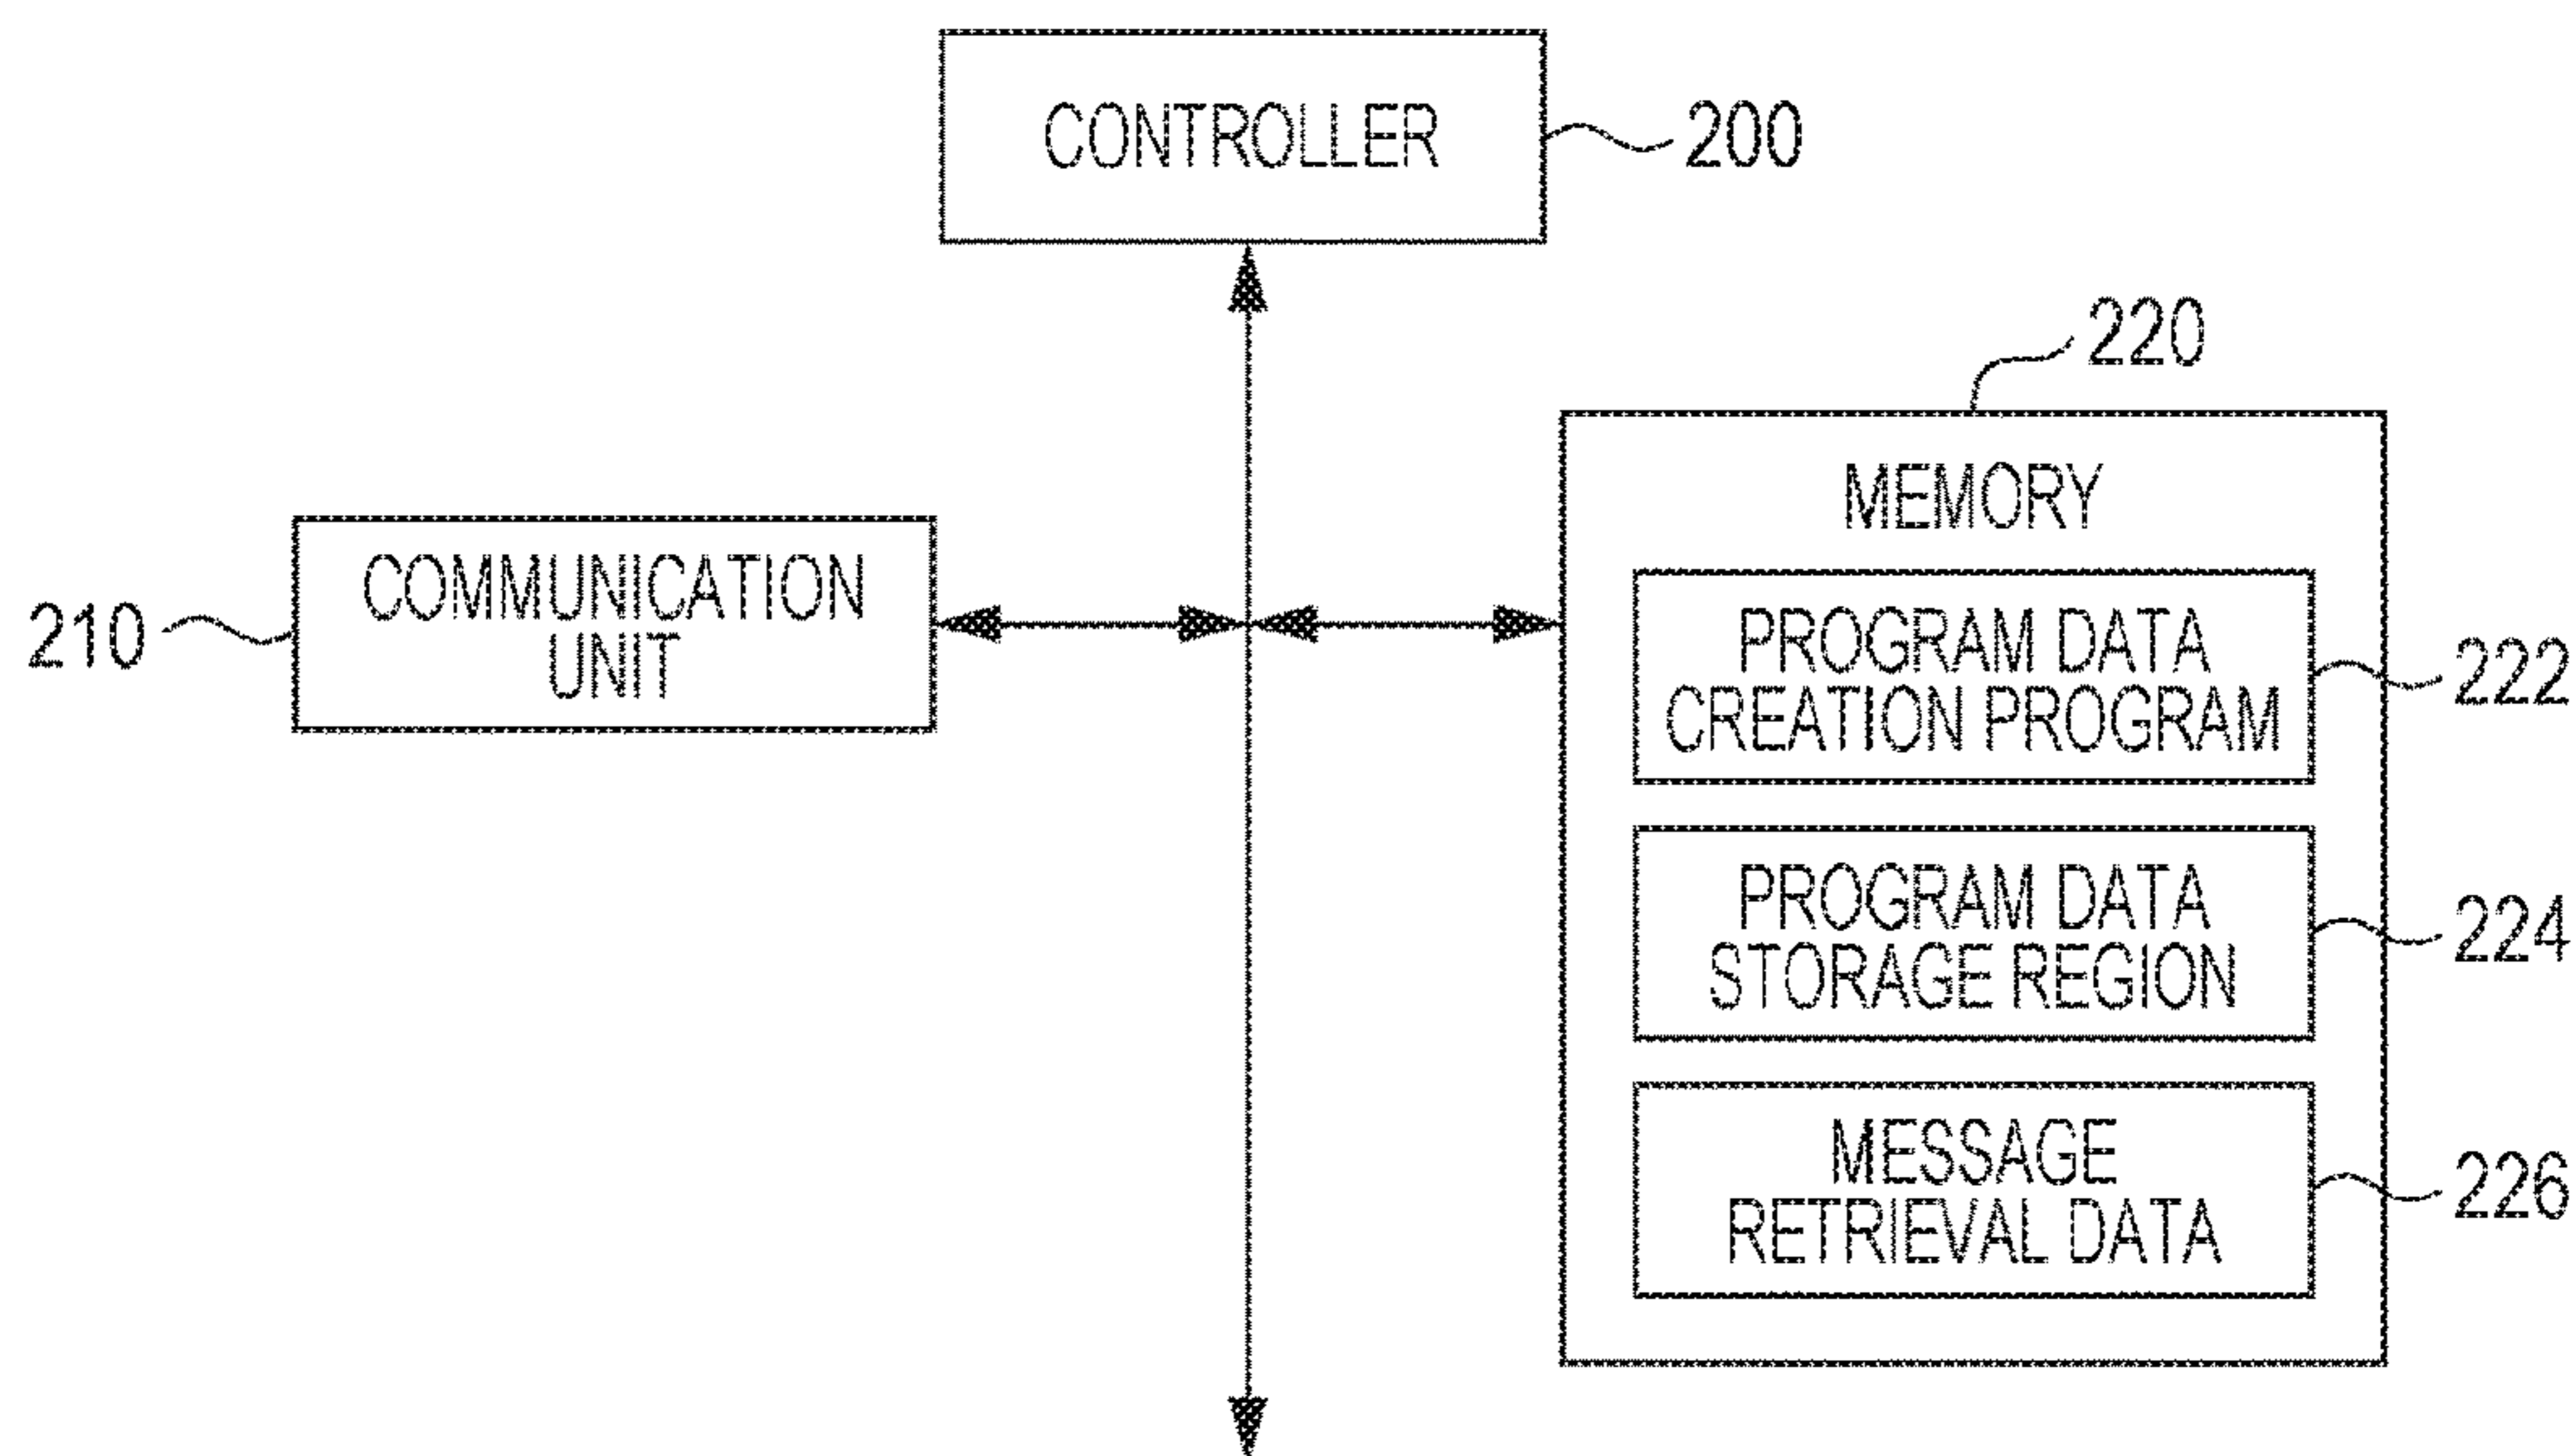 CONTROLLER
200
220
MEMORY
COMMUNICATION
UNIT
210
PROGRAM DATA
CREATION PROGRAM
222
PROGRAM DATA
STORAGE REGION
224
MESSAGE
RETRIEVAL DATA
226